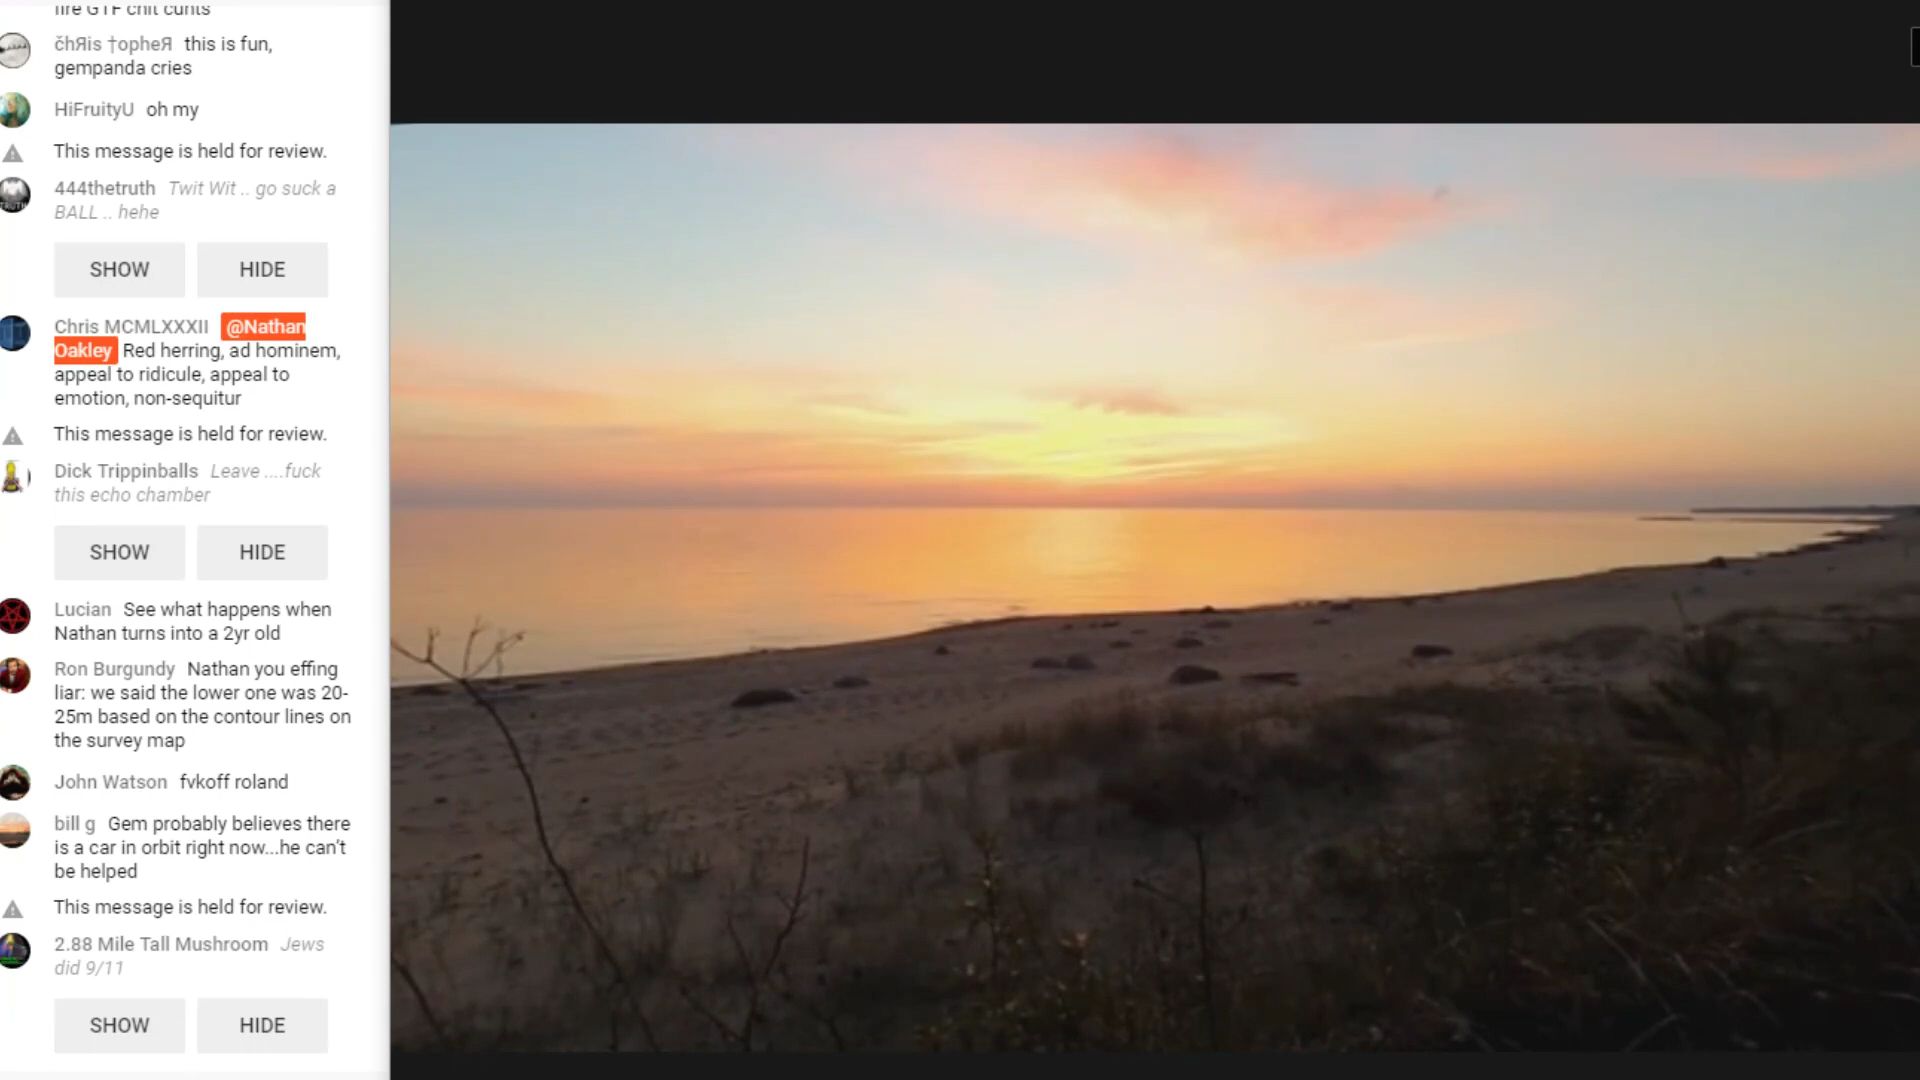 fire GTF chit cunts
čhЯis †opheЯ this is fun,
gempanda cries
HiFruityU oh my
This message is held for review.
444thetruth Twit Wit .. go suck a
BALL .. hehe
SHOW HIDE
Chris MCMLXXXII @Nathan
Oakley Red herring, ad hominem,
appeal to ridicule, appeal to
emotion, non-sequitur
This message is held for review.
Dick Trippinballs Leave ....fuck
this echo chamber
SHOW HIDE
Lucian See what happens when
Nathan turns into a 2yr old
Ron Burgundy Nathan you effing
liar: we said the lower one was 20-
25m based on the contour lines on
the survey map
John Watson fvkoff roland
bill g Gem probably believes there
is a car in orbit right now...he can't
be helped
This message is held for review.
2.88 Mile Tall Mushroom Jews
did 9/11
SHOW HIDE